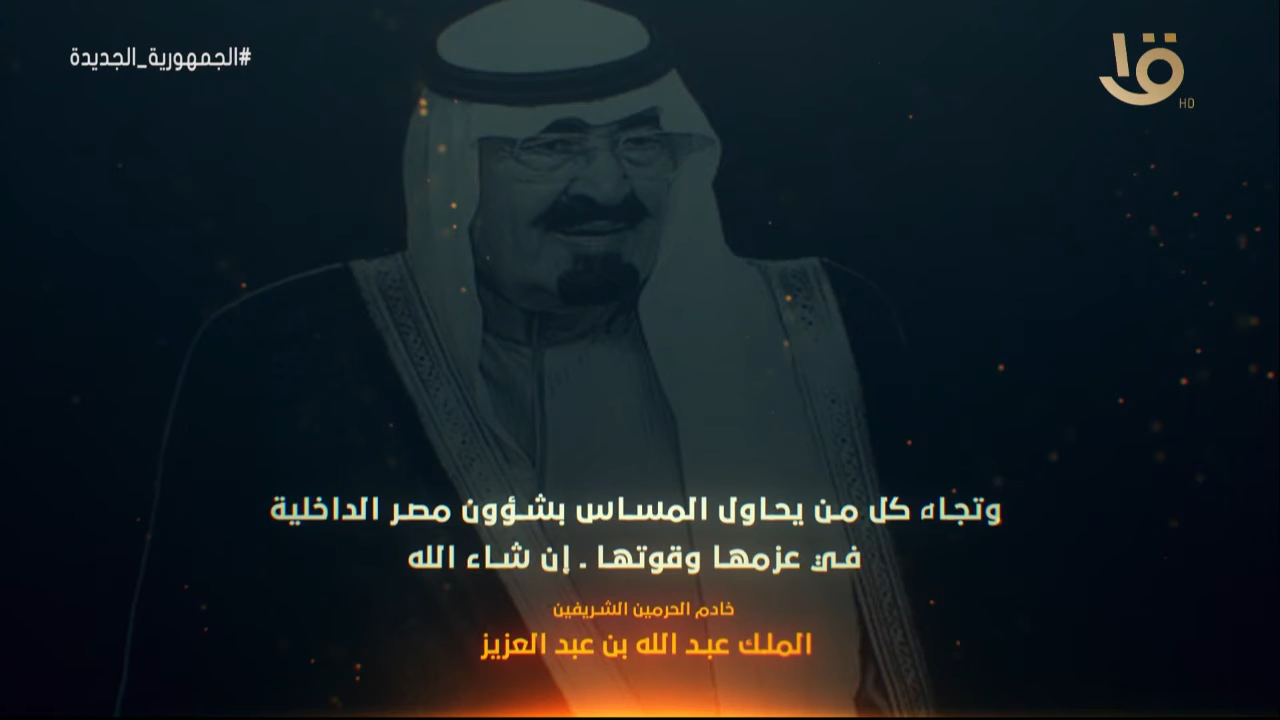 #الجمهورية_الجديدة
HD
وتجاه كل من يحاول المساس بشؤون مصر الداخلية
في عزمها وقوتها . إن شاء الله
خادم الحرمين الشريفين
الملك عبد الله بن عبد العزيز